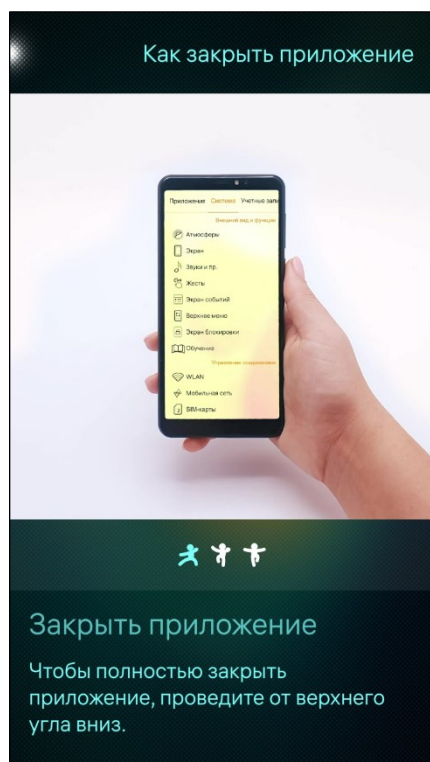 Как закрыть приложение
Приложения Система Учетные запи
Внешний вид и функции
Атмосферы
Экран
Звуки и пр.
Жесты
Экран событий
Верхнее меню
Экран блокировки
Обучение
Управление соединением
WLAN
Мобильная сеть
SIM-карты
Закрыть приложение
Чтобы полностью закрыть
приложение, проведите от верхнего
угла вниз.